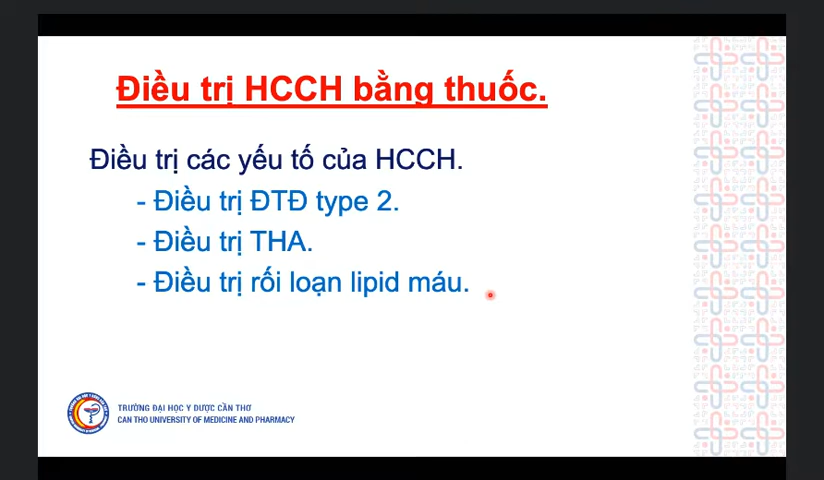 Điều trị HCCH bằng thuốc.
Điều trị các yếu tố của HCCH.
- Điều trị ĐTĐ type 2.
- Điều trị THA.
- Điều trị rối loạn lipid máu.
TRƯỜNG ĐẠI HỌC Y DƯỢC CẦN THƠ
CAN THO UNIVERSITY OF MEDICINE AND PHARMACY